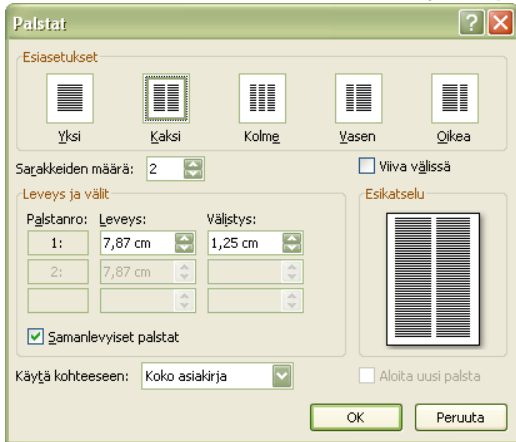 Palstat
Esiasetukset
Yksi Kaksi Kolme Vasen Oikea
Sarakkeiden määrä: 2 Viiva välissä
Leveys ja välit Esikatselu
Palstanro: Leveys: Välistys:
1: 7,87 cm 1,25 cm
2: 7,87 cm
Samanlevyiset palstat
Käytä kohteeseen: Koko asiakirja Aloita uusi palsta
OK Peruuta